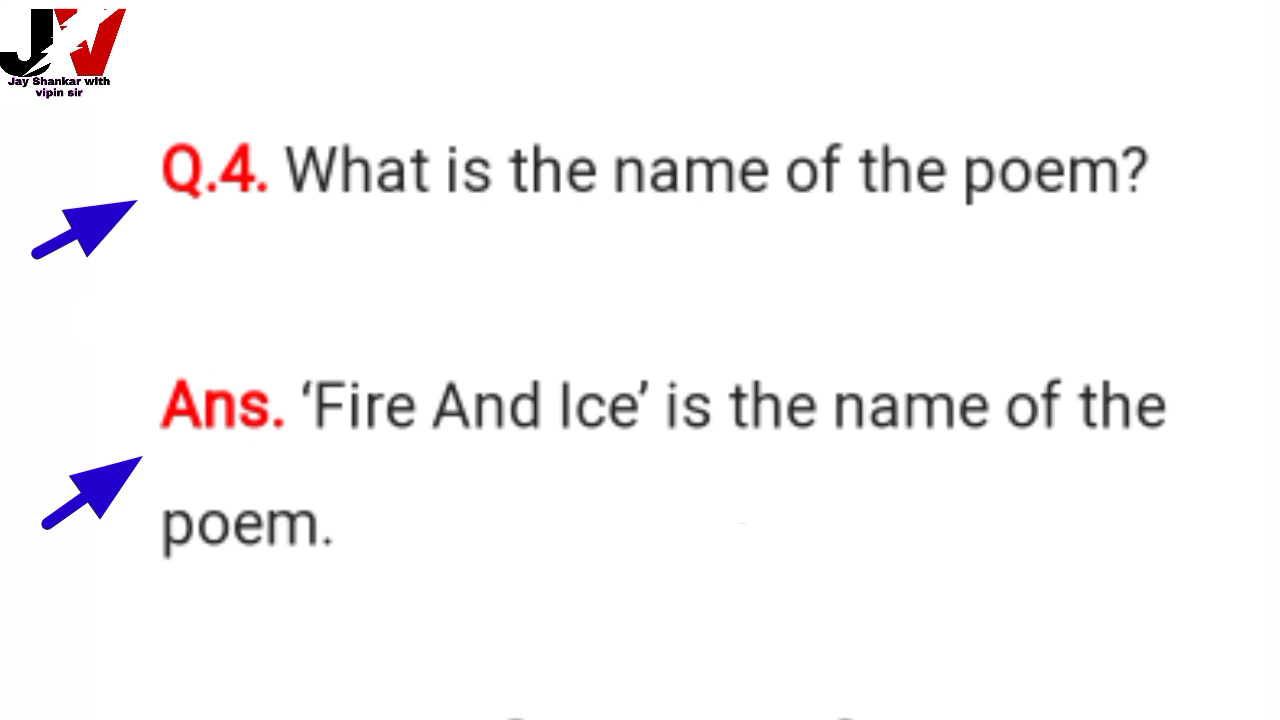 Jay Shankar with
vipin sir
Q.4. What is the name of the poem?
Ans. ‘Fire And Ice’ is the name of the
poem.